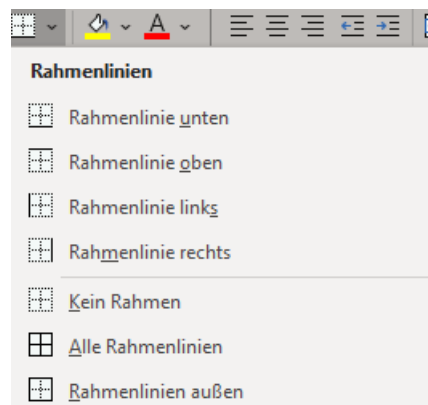 A
Rahmenlinien
Rahmenlinie unten
Rahmenlinie oben
Rahmenlinie links
Rahmenlinie rechts
Kein Rahmen
Alle Rahmenlinien
Rahmenlinien außen